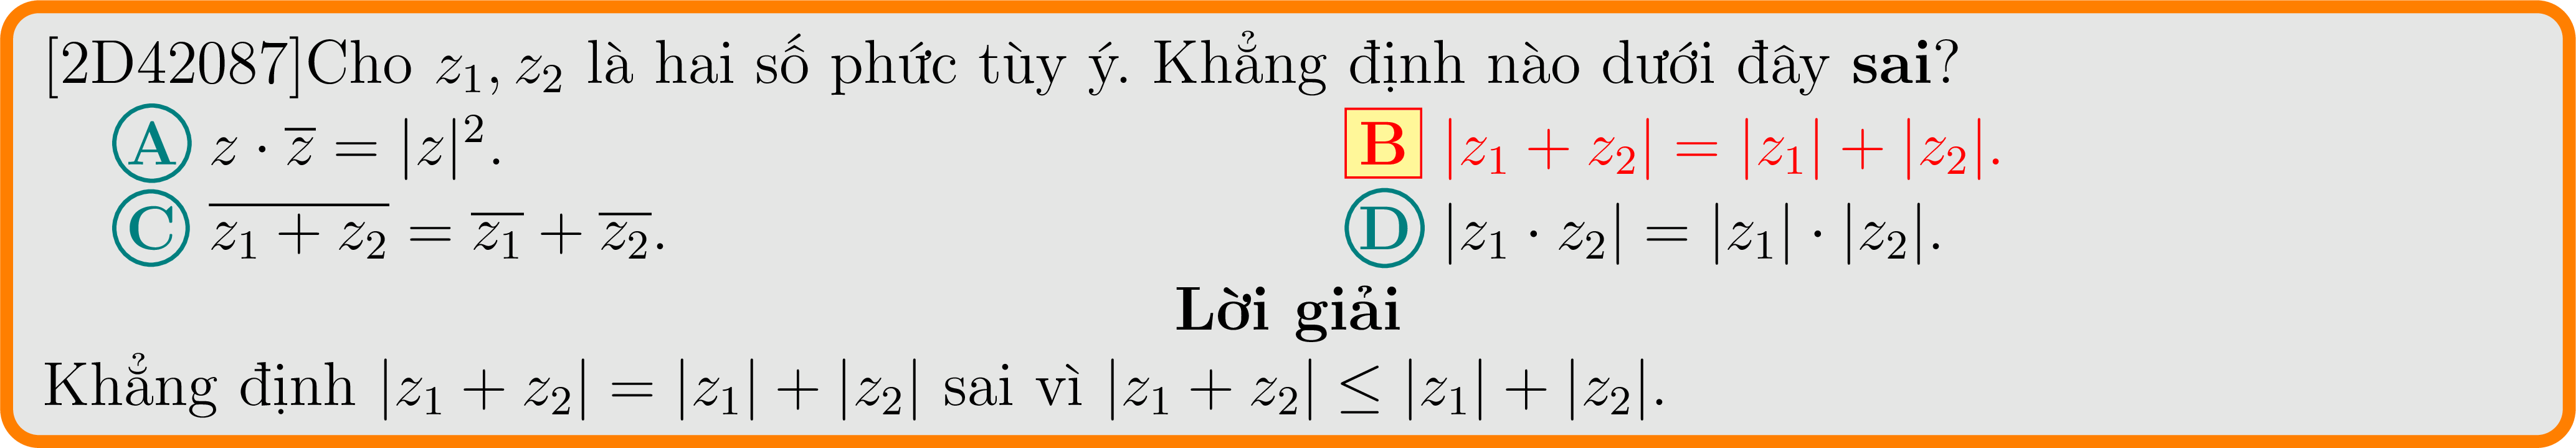 [2D42087]Cho $z_1, z_2$ là hai số phức tùy ý. Khẳng định nào dưới đây sai?
A $z \cdot \overline{z} = |z|^2$. B $|z_1 + z_2| = |z_1| + |z_2|$.
C $\overline{z_1 + z_2} = \overline{z_1} + \overline{z_2}$. D $|z_1 \cdot z_2| = |z_1| \cdot |z_2|$.
Lời giải
Khẳng định $|z_1 + z_2| = |z_1| + |z_2|$ sai vì $|z_1 + z_2| \leq |z_1| + |z_2|$.